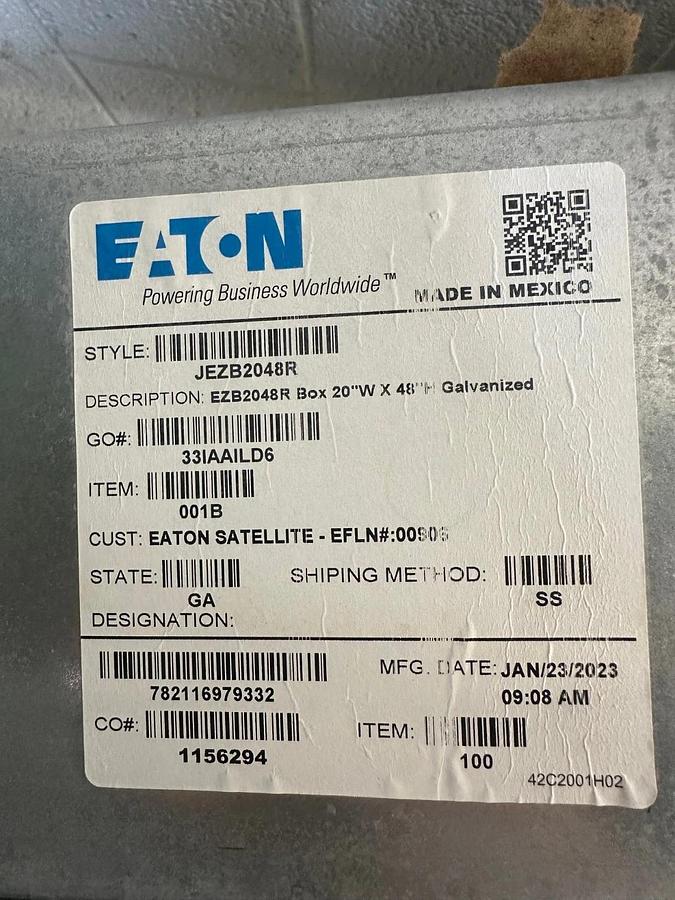 EATON
Powering Business Worldwide™
MADE IN MEXICO
STYLE:
JEZB2048R
DESCRIPTION: EZB2048R Box 20"W X 48"H Galvanized
GO#:
33IAAILD6
ITEM:
001B
CUST: EATON SATELLITE - EFLN#:
STATE:
GA
SHIPING METHOD:
SS
DESIGNATION:
782116979332
MFG. DATE: JAN/23/2023
09:08 AM
CO#:
1156294
ITEM:
100
42C2001H02